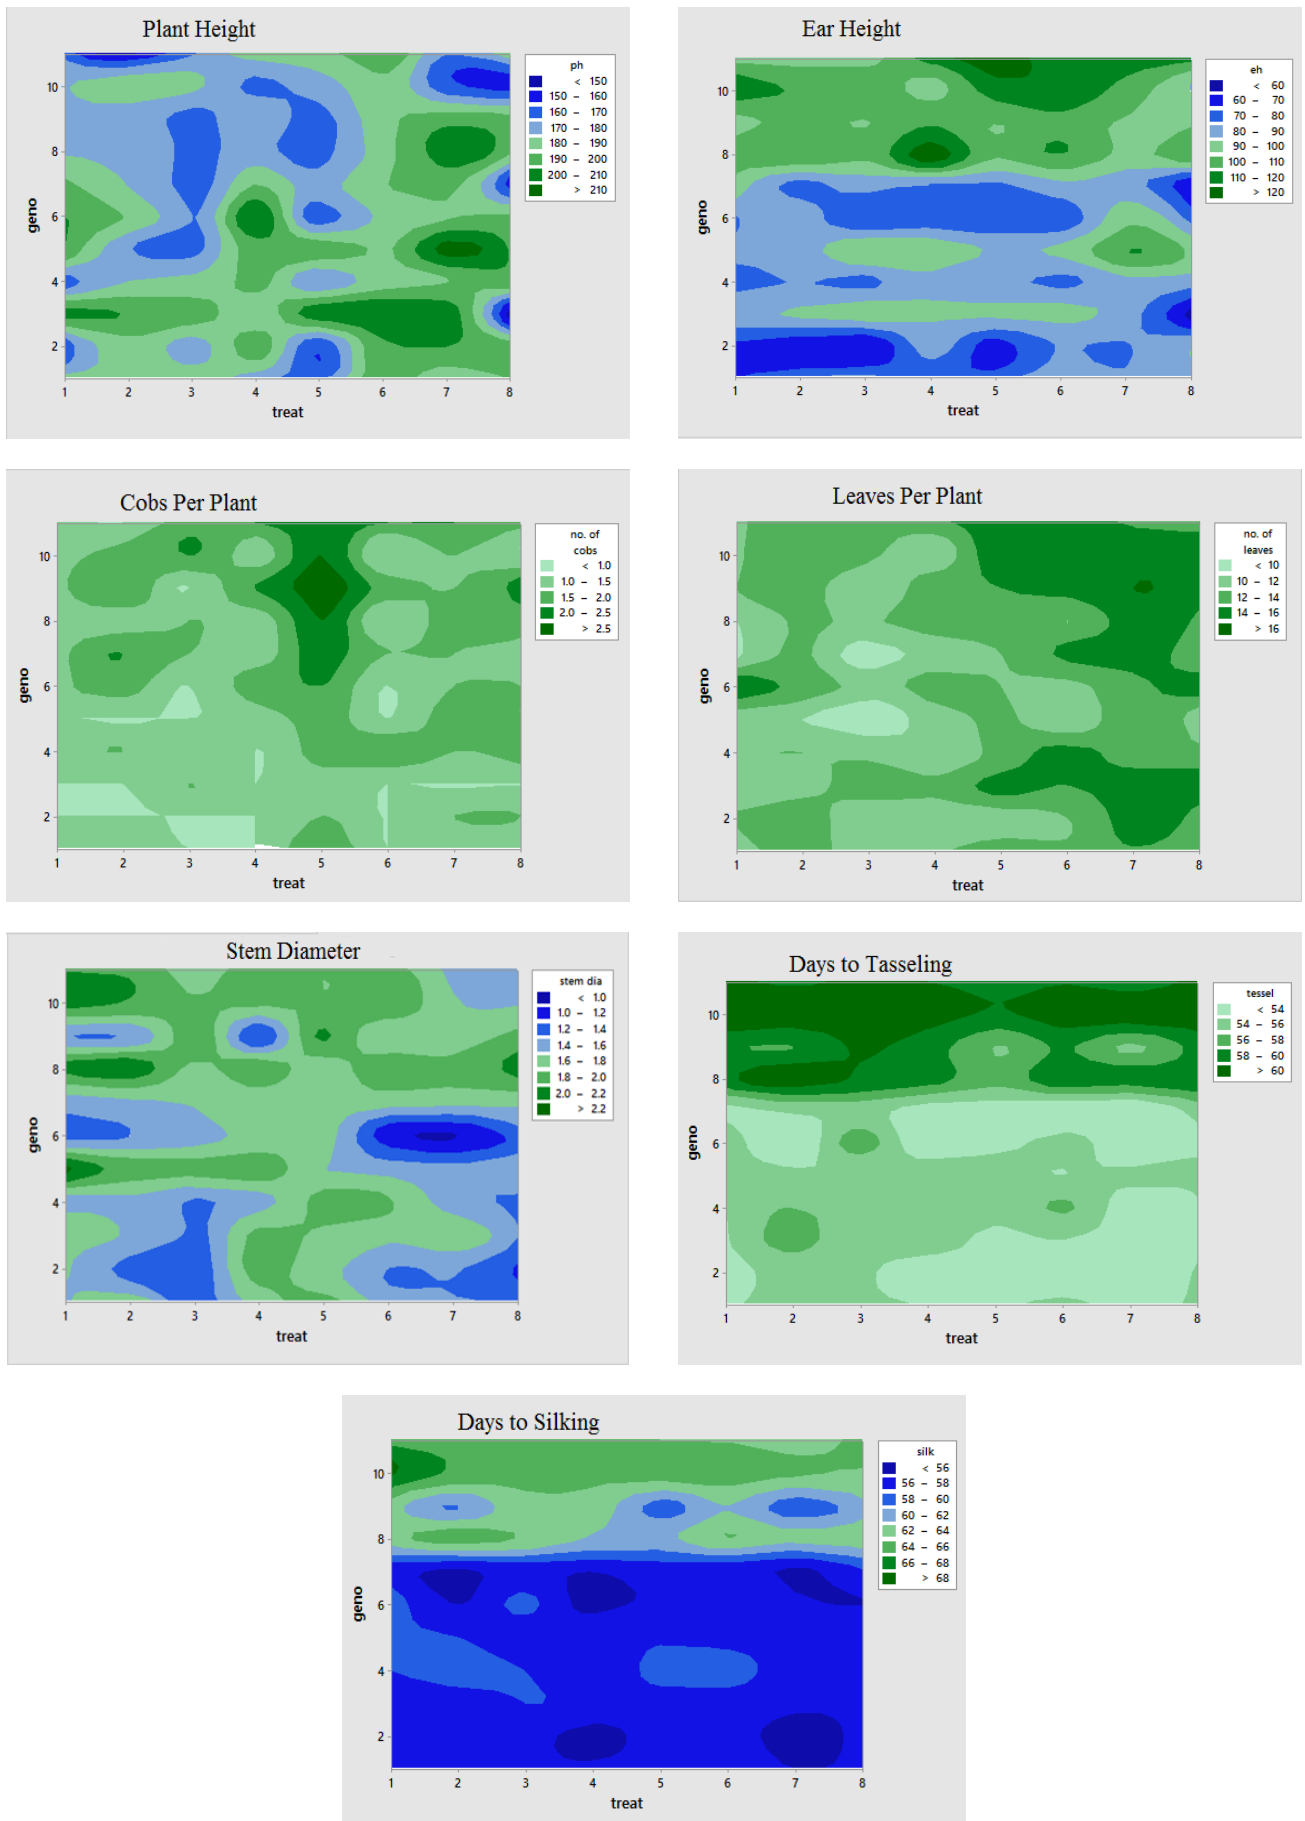 Plant Height
ph
< 150
150 – 160
160 – 170
170 – 180
180 – 190
190 – 200
200 – 210
> 210
10
8
6
4
2
geno
1 2 3 4 5 6 7 8
treat
Ear Height
eh
< 60
60 – 70
70 – 80
80 – 90
90 – 100
100 – 110
110 – 120
> 120
10
8
6
4
2
geno
1 2 3 4 5 6 7 8
treat
Cobs Per Plant
no. of
cobs
< 1.0
1.0 – 1.5
1.5 – 2.0
2.0 – 2.5
> 2.5
10
8
6
4
2
geno
1 2 3 4 5 6 7 8
treat
Leaves Per Plant
no. of
leaves
< 10
10 – 12
12 – 14
14 – 16
> 16
10
8
6
4
2
geno
1 2 3 4 5 6 7 8
treat
Stem Diameter
stem dia
< 1.0
1.0 – 1.2
1.2 – 1.4
1.4 – 1.6
1.6 – 1.8
1.8 – 2.0
2.0 – 2.2
> 2.2
10
8
6
4
2
geno
1 2 3 4 5 6 7 8
treat
Days to Tasseling
tessel
< 54
54 – 56
56 – 58
58 – 60
> 60
10
8
6
4
2
geno
1 2 3 4 5 6 7 8
treat
Days to Silking
silk
< 56
56 – 58
58 – 60
60 – 62
62 – 64
64 – 66
66 – 68
> 68
10
8
6
4
2
geno
1 2 3 4 5 6 7 8
treat